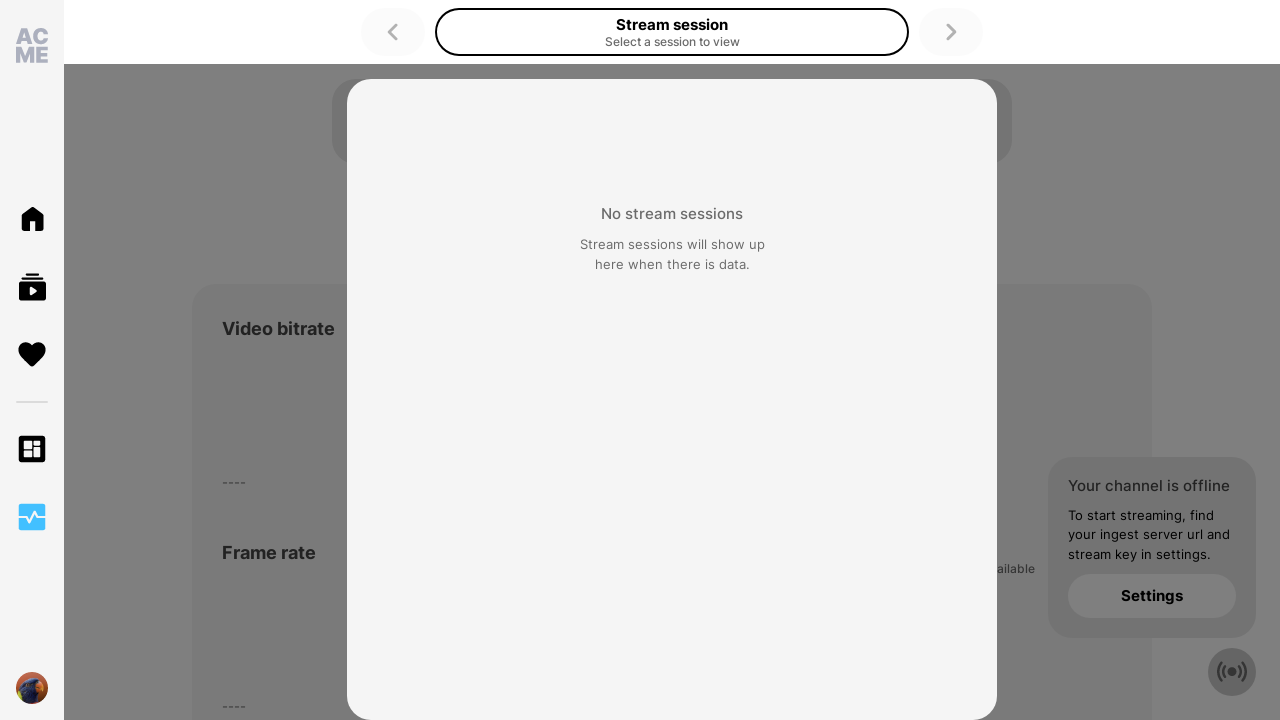 AC
ME
Stream session
Select a session to view
No stream sessions
Stream sessions will show up
here when there is data.
Video bitrate
----
Frame rate
----
Your channel is offline
To start streaming, find
your ingest server url and
stream key in settings.
Settings